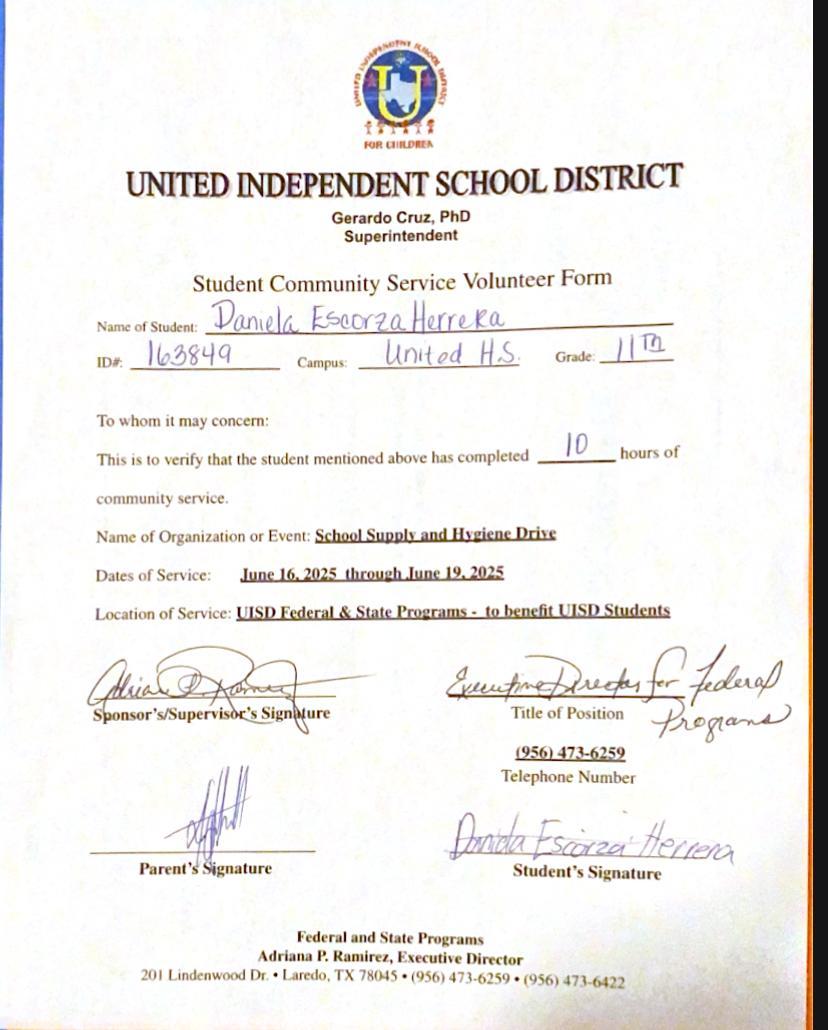 UNITED INDEPENDENT SCHOOL DISTRICT
U
FOR CHILDREN
UNITED INDEPENDENT SCHOOL DISTRICT
Gerardo Cruz, PhD
Superintendent
Student Community Service Volunteer Form
Name of Student: Daniela Escorza Herrera
ID#: 163849 Campus: United H.S. Grade: 11TH
To whom it may concern:
This is to verify that the student mentioned above has completed 10 hours of
community service.
Name of Organization or Event: School Supply and Hygiene Drive
Dates of Service: June 16, 2025 through June 19, 2025
Location of Service: UISD Federal & State Programs - to benefit UISD Students
Adriana P. Ramirez Executive Director for Federal
Sponsor's/Supervisor's Signature Title of Position Programs
(956) 473-6259
Telephone Number
Daniela Escorza Herrera
Parent's Signature Student's Signature
Federal and State Programs
Adriana P. Ramirez, Executive Director
201 Lindenwood Dr. • Laredo, TX 78045 • (956) 473-6259 • (956) 473-6422